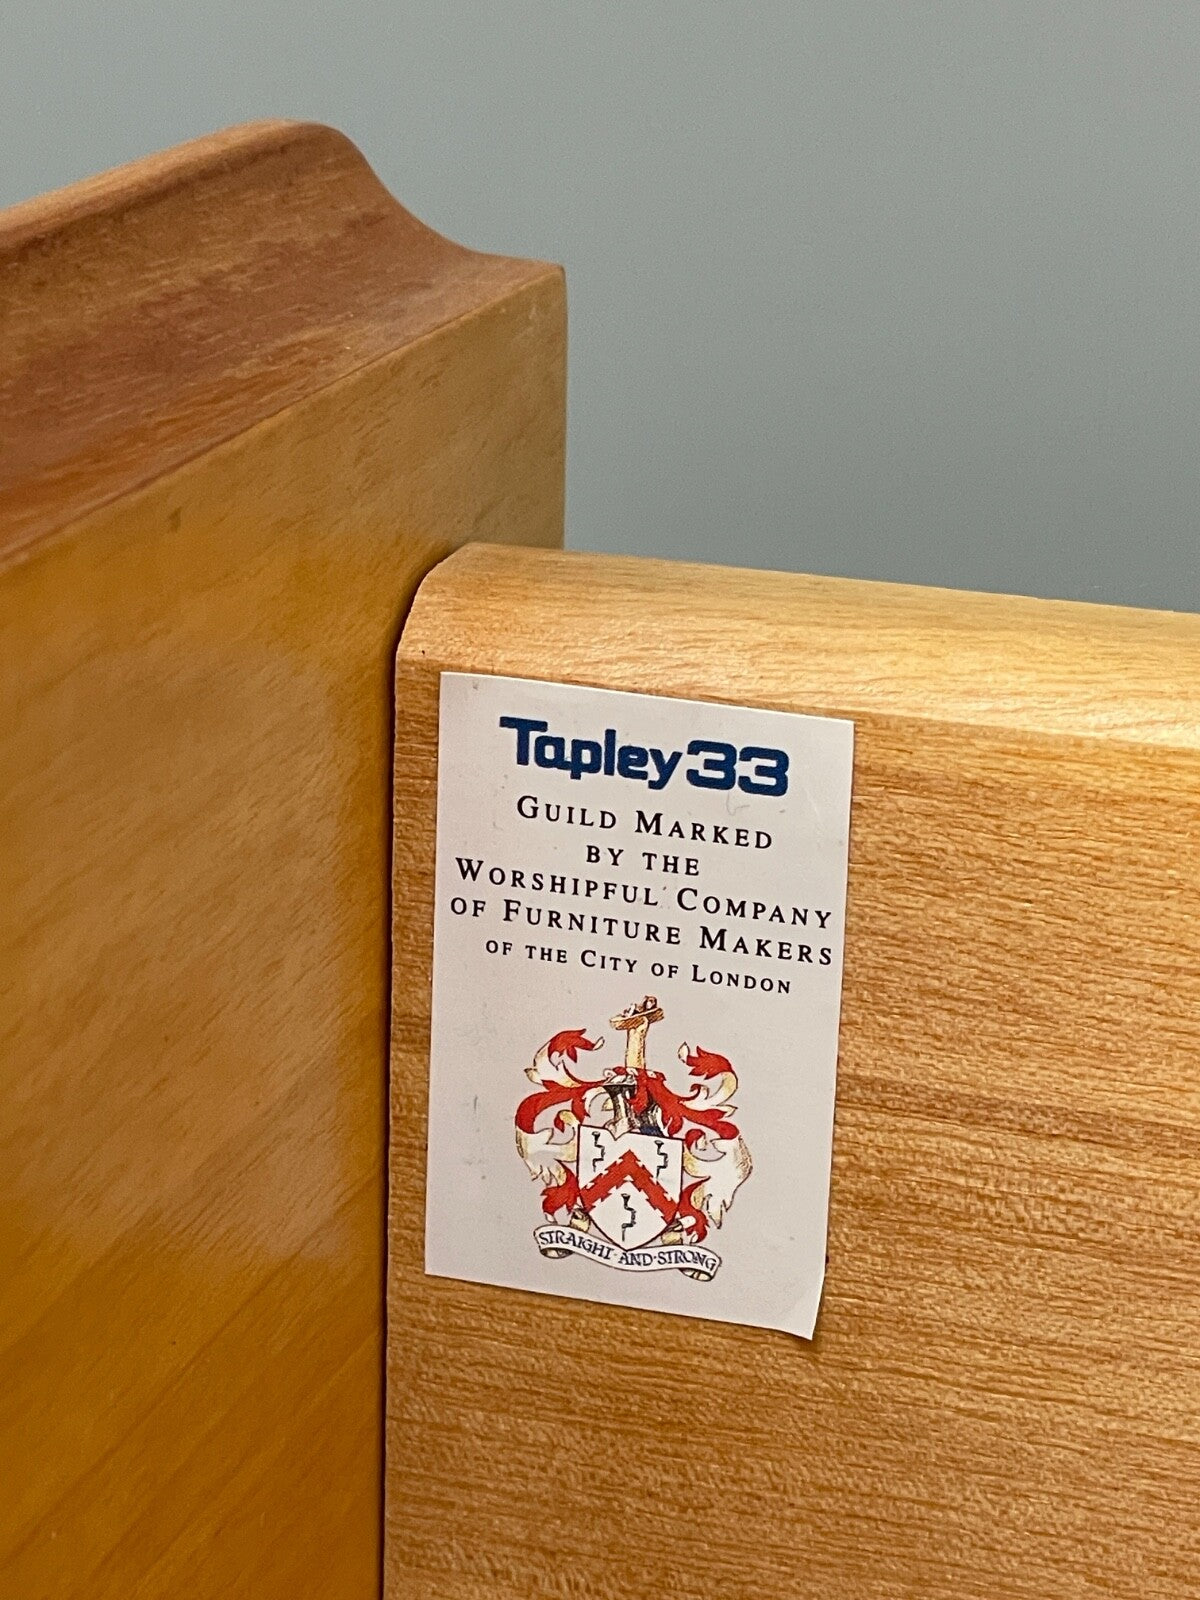 Tapley33
GUILD MARKED
BY THE
WORSHIPFUL COMPANY
OF FURNITURE MAKERS
OF THE CITY OF LONDON
STRAIGHT·AND·STRONG